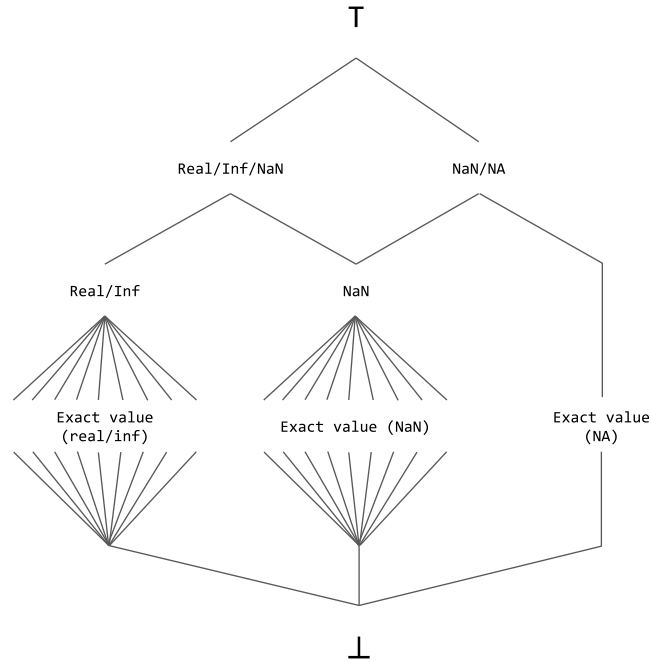 ⊤
Real/Inf/NaN
NaN/NA
Real/Inf
NaN
Exact value
(real/inf)
Exact value (NaN)
Exact value
(NA)
⊥